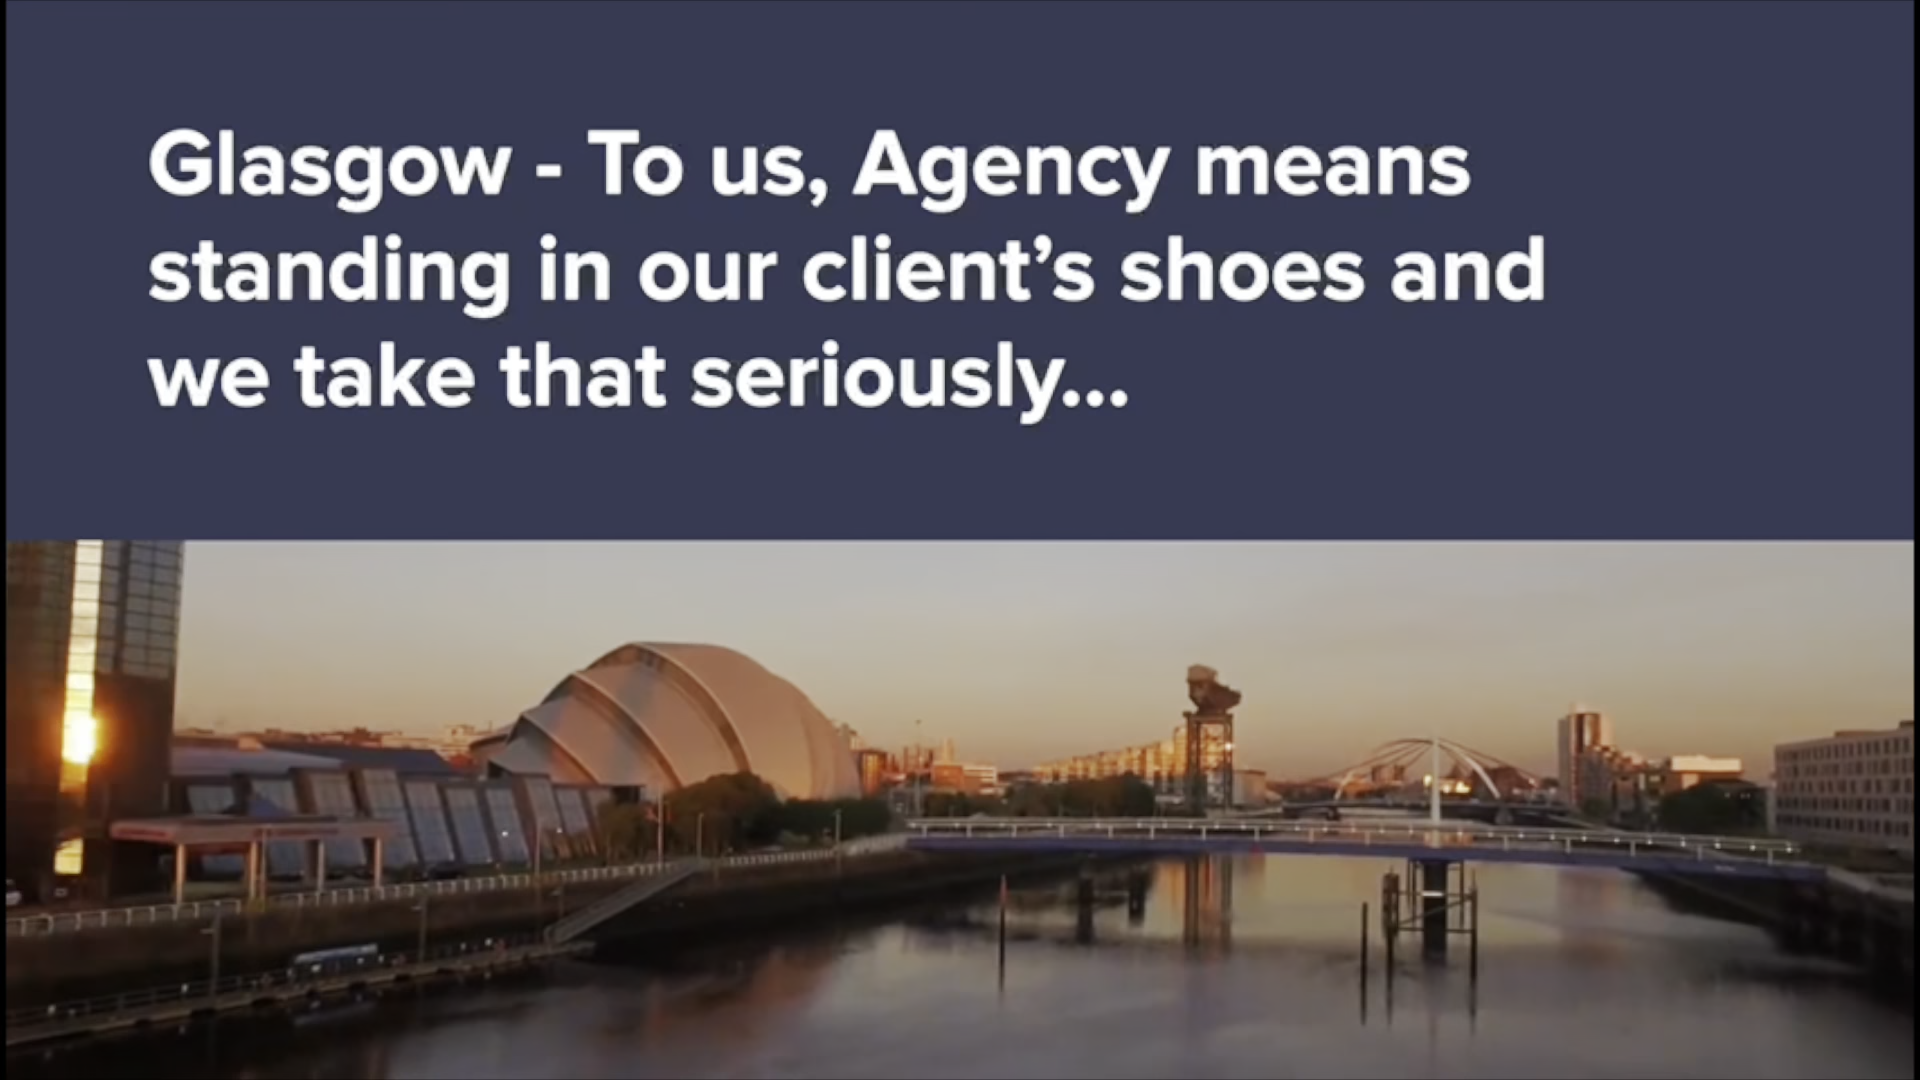 Glasgow - To us, Agency means
standing in our client’s shoes and
we take that seriously...